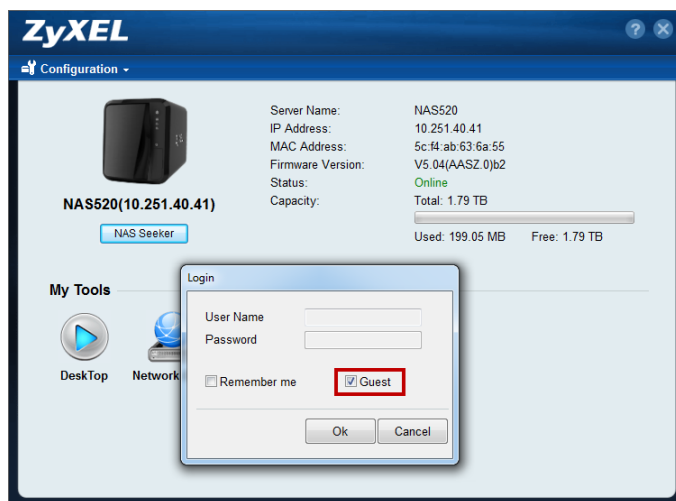 ZyXEL
Configuration
Server Name: NAS520
IP Address: 10.251.40.41
MAC Address: 5c:f4:ab:63:6a:55
Firmware Version: V5.04(AASZ.0)b2
Status: Online
Capacity: Total: 1.79 TB
NAS520(10.251.40.41)
NAS Seeker
Used: 199.05 MB Free: 1.79 TB
My Tools
DeskTop
Network
Login
User Name
Password
Remember me
Guest
Ok
Cancel